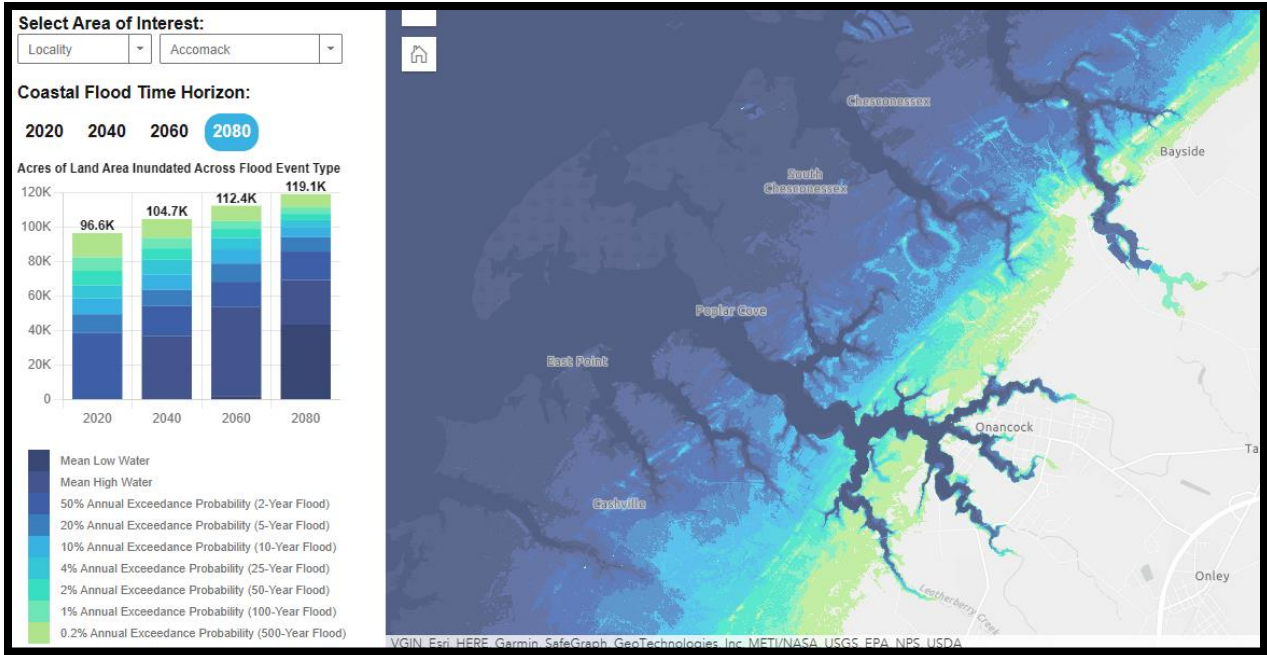 Select Area of Interest:
Locality
Accomack
Coastal Flood Time Horizon:
2020 2040 2060 2080
Acres of Land Area Inundated Across Flood Event Type
120K
100K
80K
60K
40K
20K
0
96.6K
104.7K
112.4K
119.1K
2020 2040 2060 2080
Mean Low Water
Mean High Water
50% Annual Exceedance Probability (2-Year Flood)
20% Annual Exceedance Probability (5-Year Flood)
10% Annual Exceedance Probability (10-Year Flood)
4% Annual Exceedance Probability (25-Year Flood)
2% Annual Exceedance Probability (50-Year Flood)
1% Annual Exceedance Probability (100-Year Flood)
0.2% Annual Exceedance Probability (500-Year Flood)
Chesconessex
Bayside
South
Chesconessex
Poplar Cove
East Point
Onancock
Ta
Cashville
Onley
Leatherberry Creek
VGIN, Esri, HERE, Garmin, SafeGraph, GeoTechnologies, Inc, METI/NASA, USGS, EPA, NPS, USDA